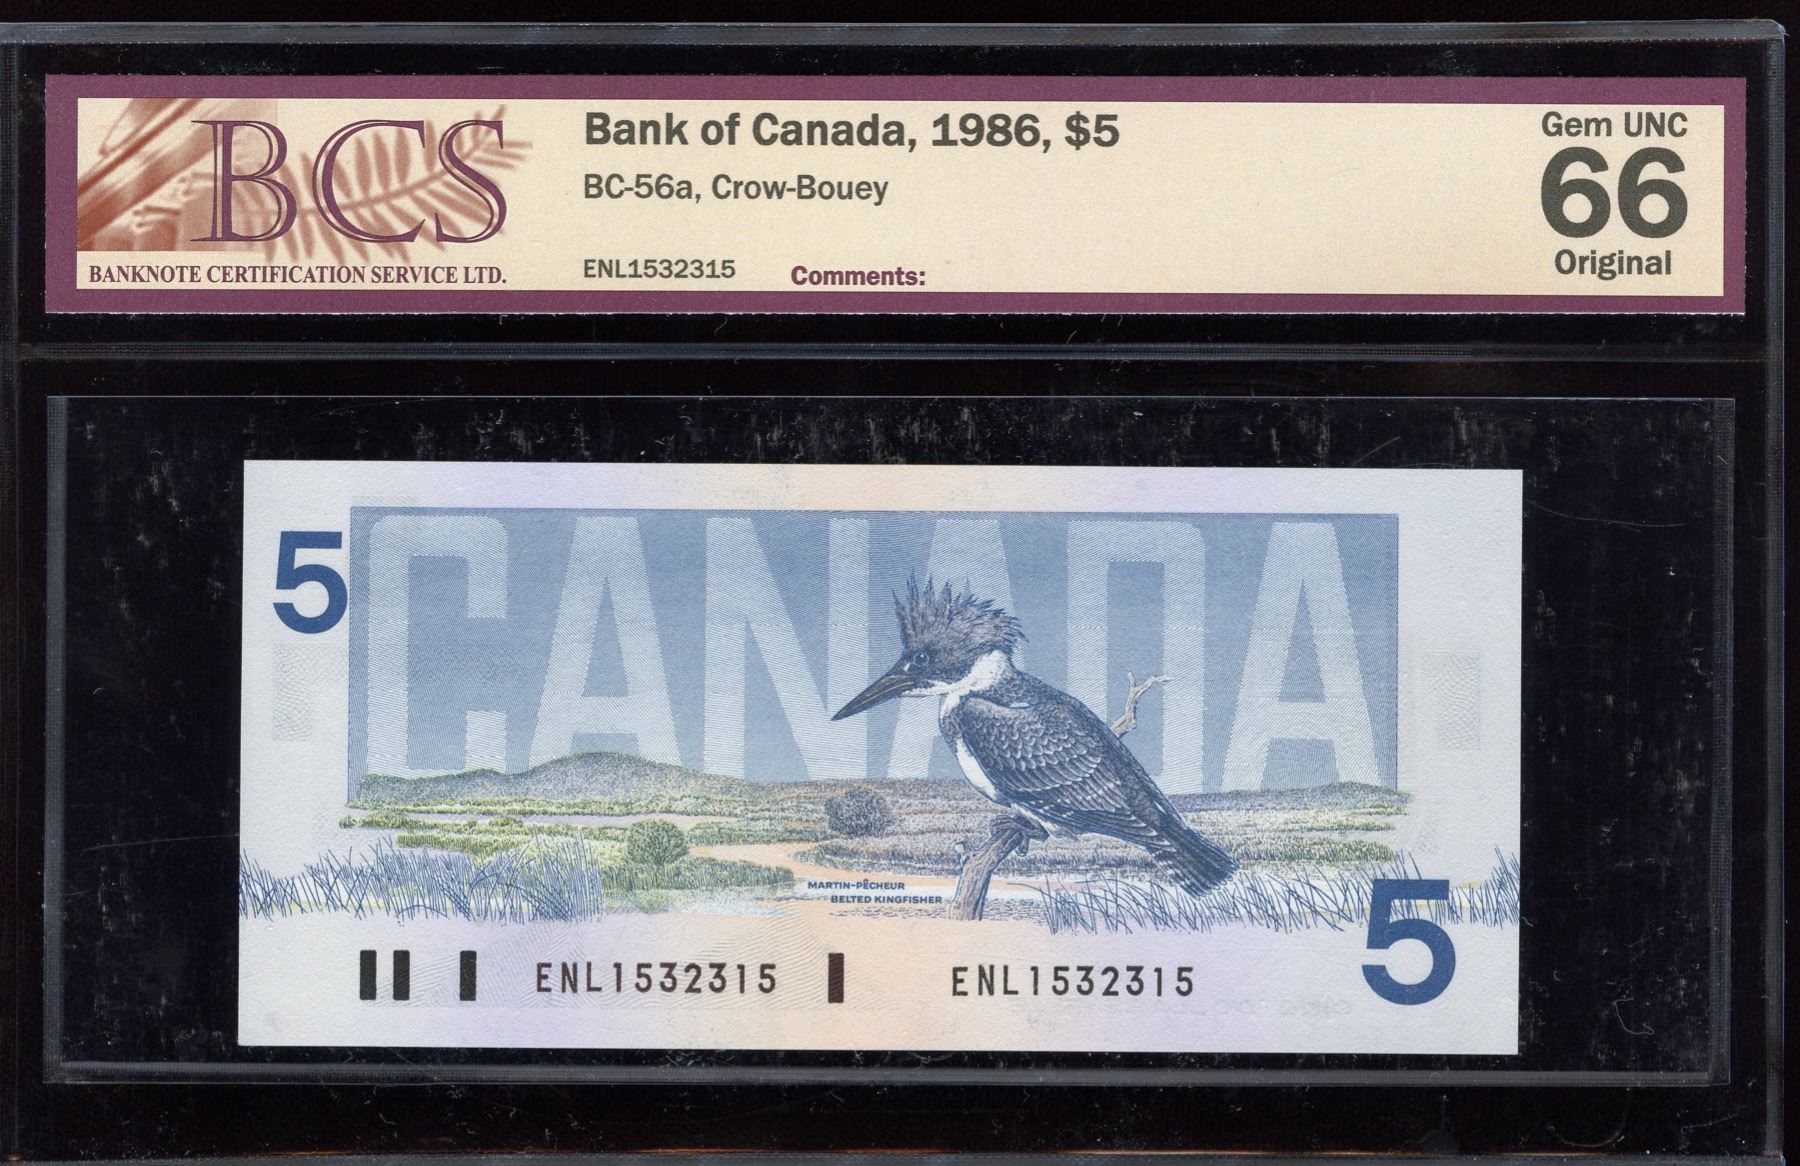 BCS
BANKNOTE CERTIFICATION SERVICE LTD.
Bank of Canada, 1986, $5
BC-56a, Crow-Bouey
ENL1532315
Comments:
Gem UNC
66
Original
5
CANADA
MARTIN-PÊCHEUR
BELTED KINGFISHER
5
ENL1532315
ENL1532315